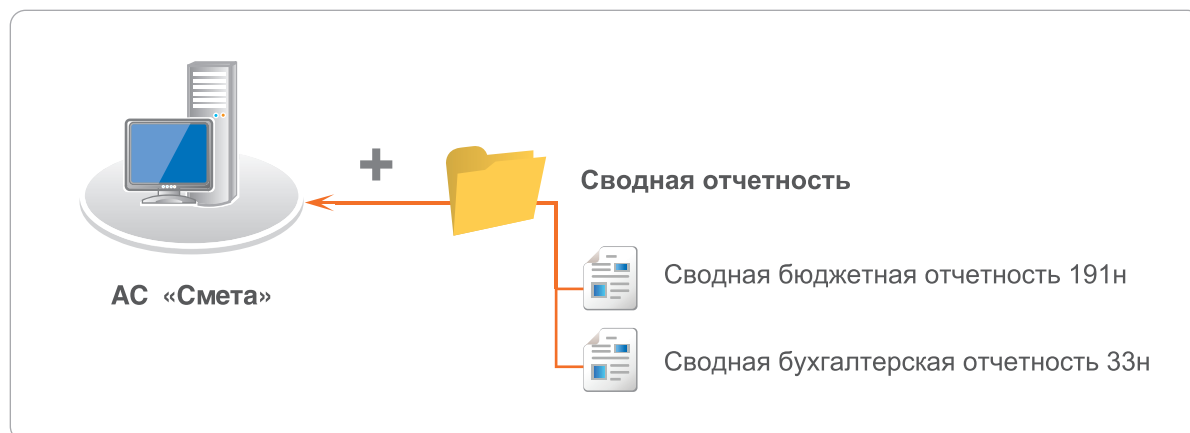 Сводная отчетность
АС «Смета»
Сводная бюджетная отчетность 191н
Сводная бухгалтерская отчетность 33н